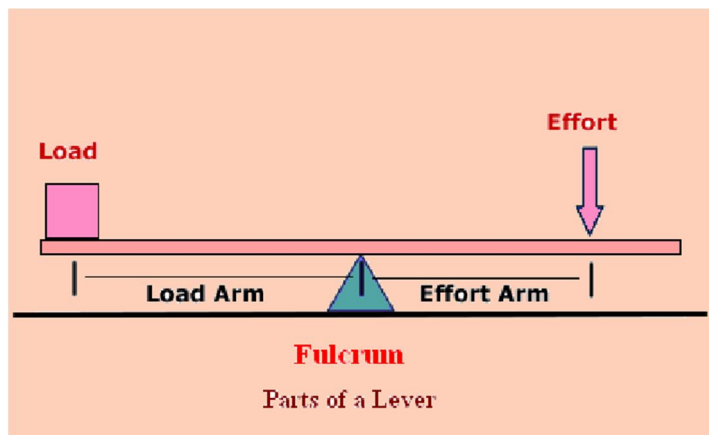 Effort
Load
Load Arm
Effort Arm
Fulcrum
Parts of a Lever